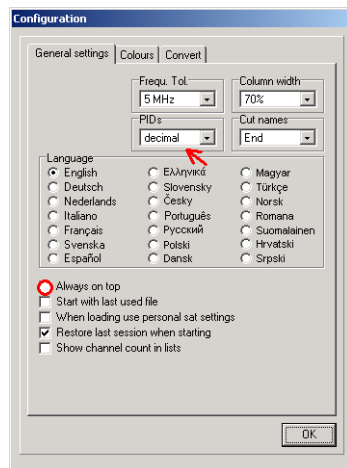 Configuration
General settings Colours Convert
Frequ. Tol. Column width
5 MHz 70%
PIDs Cut names
decimal End
Language
English Ελληνικά Magyar
Deutsch Slovensky Türkçe
Nederlands Česky Norsk
Italiano Português Romana
Français Русский Suomalainen
Svenska Polski Hrvatski
Español Dansk Srpski
Always on top
Start with last used file
When loading use personal sat settings
Restore last session when starting
Show channel count in lists
OK